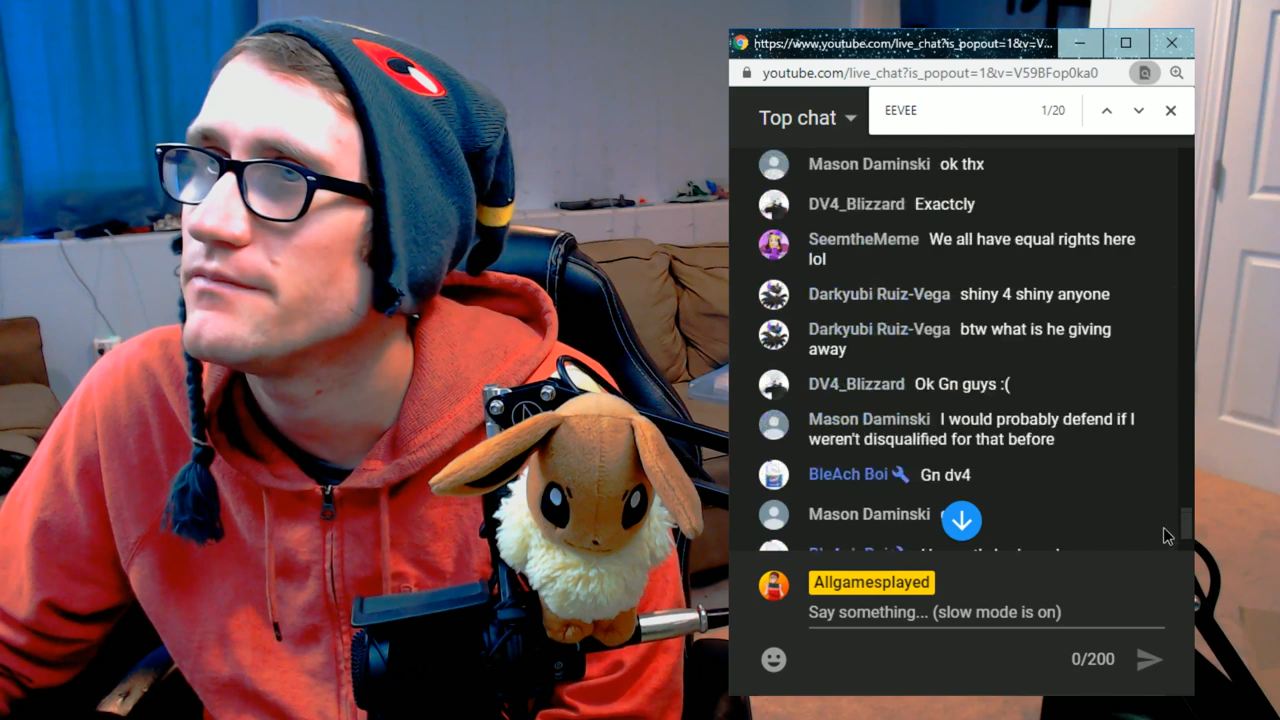 https://www.youtube.com/live_chat?is_popout=1&v=V...
youtube.com/live_chat?is_popout=1&v=V59BFop0ka0
Top chat
EEVEE 1/20
Mason Daminski ok thx
DV4_Blizzard Exactcly
SeemtheMeme We all have equal rights here
lol
Darkyubi Ruiz-Vega shiny 4 shiny anyone
Darkyubi Ruiz-Vega btw what is he giving
away
DV4_Blizzard Ok Gn guys :(
Mason Daminski I would probably defend if I
weren't disqualified for that before
BleAch Boi Gn dv4
Mason Daminski
Allgamesplayed
Say something... (slow mode is on)
0/200